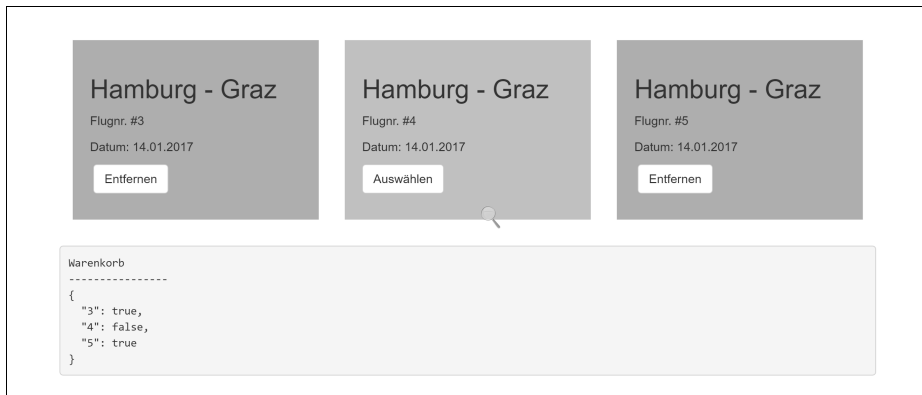 Hamburg - Graz
Flugnr. #3
Datum: 14.01.2017
Entfernen
Hamburg - Graz
Flugnr. #4
Datum: 14.01.2017
Auswählen
Hamburg - Graz
Flugnr. #5
Datum: 14.01.2017
Entfernen
Warenkorb
----------------
{
  "3": true,
  "4": false,
  "5": true
}